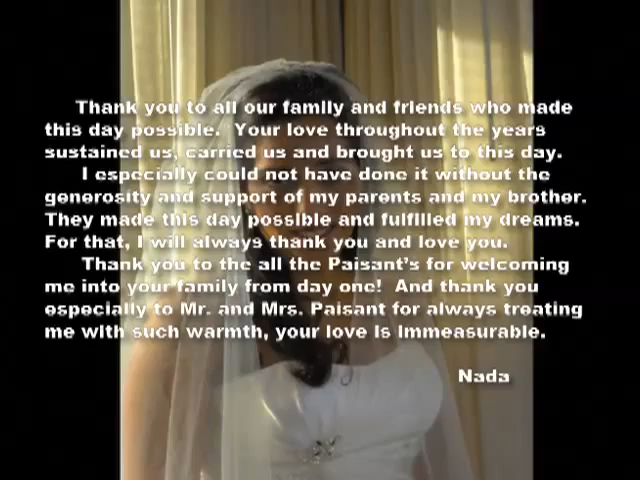 Thank you to all our family and friends who made
this day possible. Your love throughout the years
sustained us, carried us and brought us to this day.
I especially could not have done it without the
generosity and support of my parents and my brother.
They made this day possible and fulfilled my dreams.
For that, I will always thank you and love you.
Thank you to the all the Paisant's for welcoming
me into your family from day one! And thank you
especially to Mr. and Mrs. Paisant for always treating
me with such warmth, your love is immeasurable.
Nada